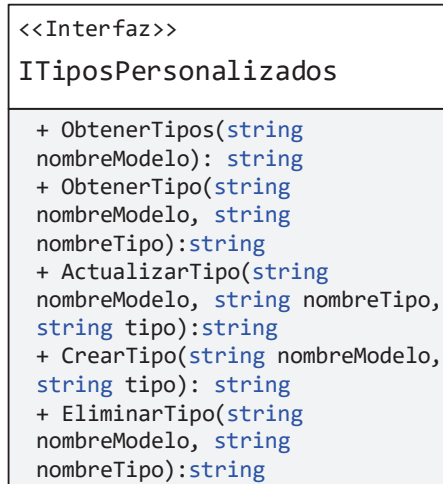 <<Interfaz>>
ITiposPersonalizados
+ ObtenerTipos(string
nombreModelo): string
+ ObtenerTipo(string
nombreModelo, string
nombreTipo):string
+ ActualizarTipo(string
nombreModelo, string nombreTipo,
string tipo):string
+ CrearTipo(string nombreModelo,
string tipo): string
+ EliminarTipo(string
nombreModelo, string
nombreTipo):string